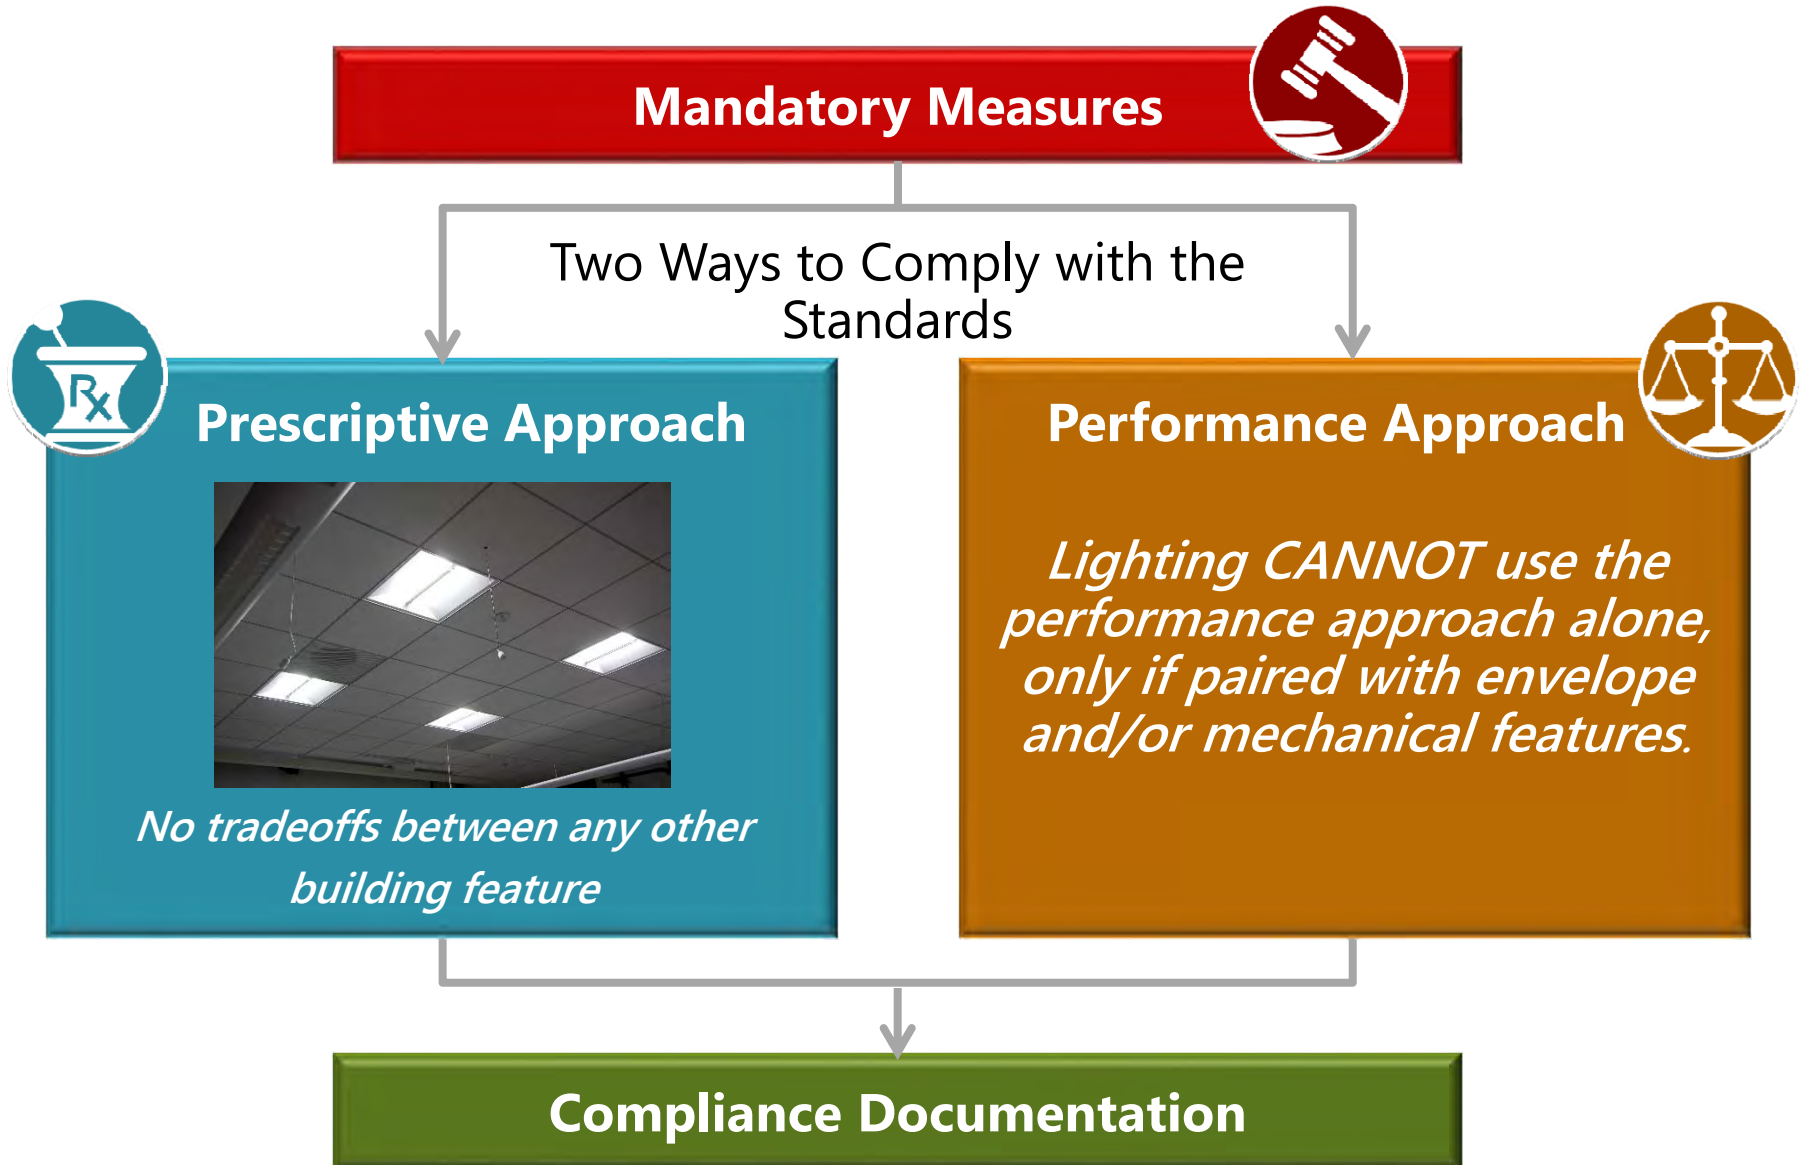 Mandatory Measures
Two Ways to Comply with the
Standards
Rx
Prescriptive Approach
No tradeoffs between any other
building feature
Performance Approach
Lighting CANNOT use the
performance approach alone,
only if paired with envelope
and/or mechanical features.
Compliance Documentation